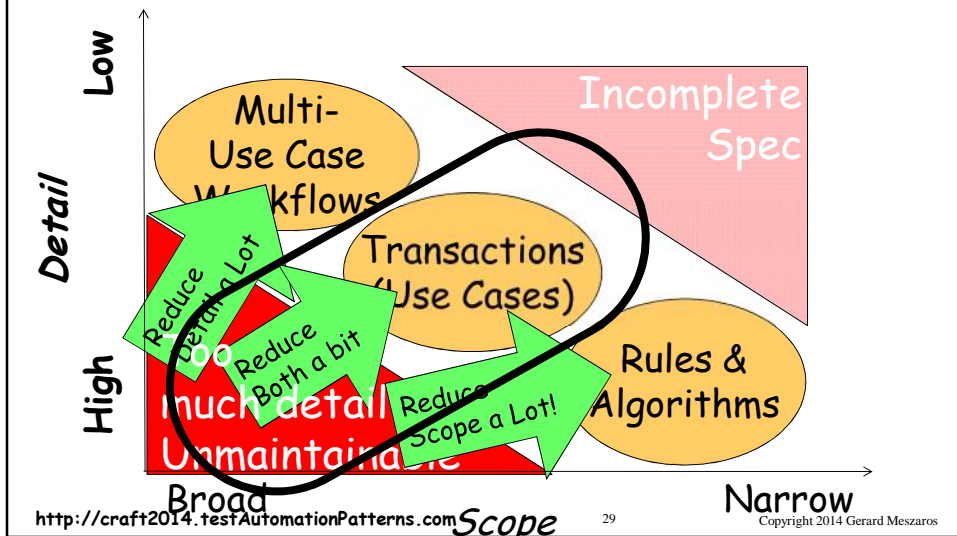 Low
Detail
High
Multi-
Use Case
Workflows
Incomplete
Spec
Transactions
(Use Cases)
Rules &
Algorithms
Reduce
Detail a Lot
Reduce
Both a bit
Reduce
Scope a Lot!
Too
much detail
Unmaintainable
Broad
Narrow
Scope
http://craft2014.testAutomationPatterns.com
29
Copyright 2014 Gerard Meszaros